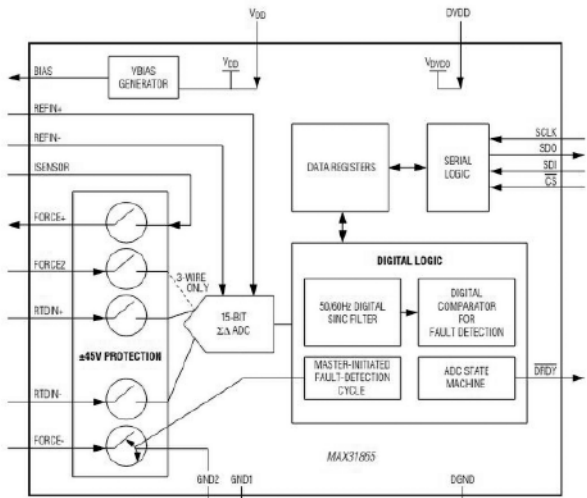 VDD
DVDD
BIAS
VBIAS
GENERATOR
VDD
VDVDD
REFIN+
REFIN-
ISENSOR
DATA REGISTERS
SERIAL
LOGIC
SCLK
SDO
SDI
CS
FORCE+
FORCE2
RTDIN+
3-WIRE
ONLY
15-BIT
ΣΔ ADC
±45V PROTECTION
RTDIN-
FORCE-
DIGITAL LOGIC
50/60Hz DIGITAL
SINC FILTER
DIGITAL
COMPARATOR
FOR
FAULT DETECTION
MASTER-INITIATED
FAULT-DETECTION
CYCLE
ADC STATE
MACHINE
DRDY
MAX31865
GND2
GND1
DGND